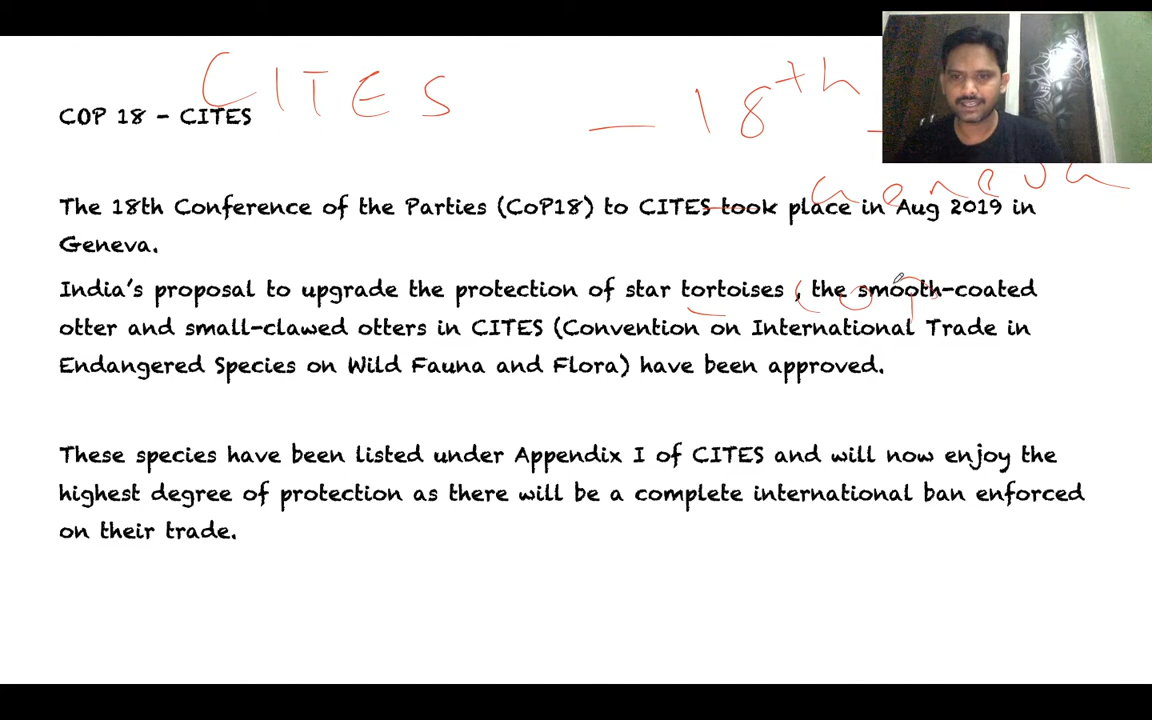 CITES
- 18th -
COP 18 - CITES
Geneva
The 18th Conference of the Parties (CoP18) to CITES took place in Aug 2019 in
Geneva.
India's proposal to upgrade the protection of star tortoises , the smooth-coated
otter and small-clawed otters in CITES (Convention on International Trade in
Endangered Species on Wild Fauna and Flora) have been approved.
These species have been listed under Appendix I of CITES and will now enjoy the
highest degree of protection as there will be a complete international ban enforced
on their trade.